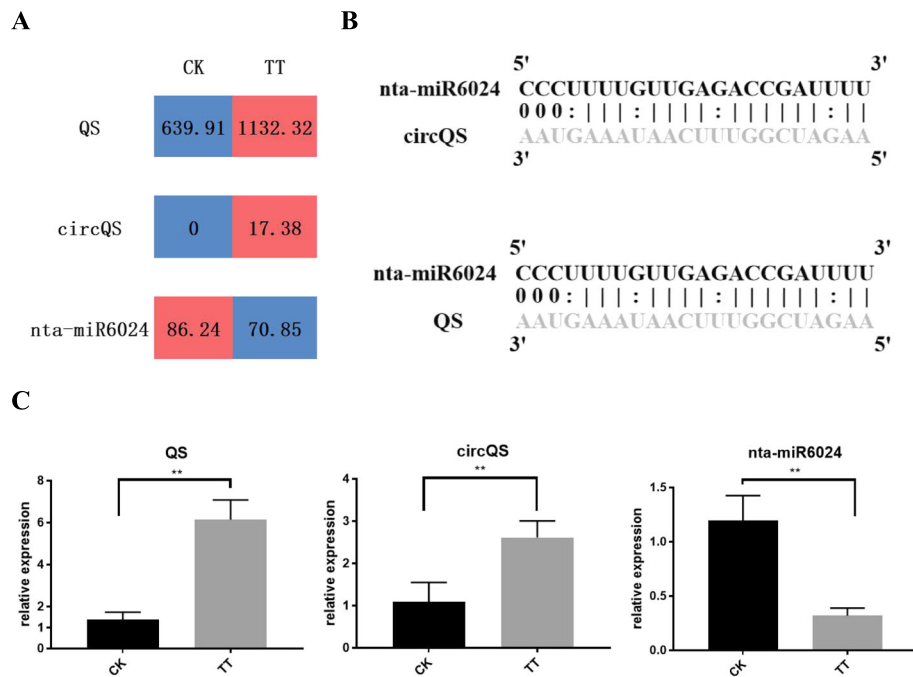 A
CK TT
QS 639.91 1132.32
circQS 0 17.38
nta-miR6024 86.24 70.85
B
5' 3'
nta-miR6024 CCCUUUUGUUGAGACCGAUUUU
000:|||:||||:||||||:||
circQS AAUGAAAUAACUUUGGCUAGAA
3' 5'
5' 3'
nta-miR6024 CCCUUUUGUUGAGACCGAUUUU
000:|||:||||:||||||:||
QS AAUGAAAUAACUUUGGCUAGAA
3' 5'
C
QS
**
relative expression
8
6
4
2
1
0
CK TT
circQS
**
relative expression
4
3
2
1
0
CK TT
nta-miR6024
**
relative expression
1.5
1.0
0.5
0.0
CK TT